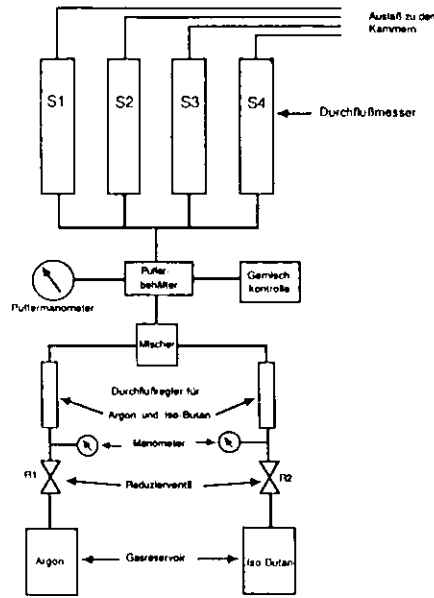 Auslaß zu den
Kammern
S1 S2 S3 S4
Durchflußmesser
Puffer-
behälter
Gemisch
kontrolle
Puffermanometer
Mischer
Durchflußregler für
Argon und Iso-Butan
Manometer
R1 Reduzierventil R2
Argon Gasreservoir Iso Butan